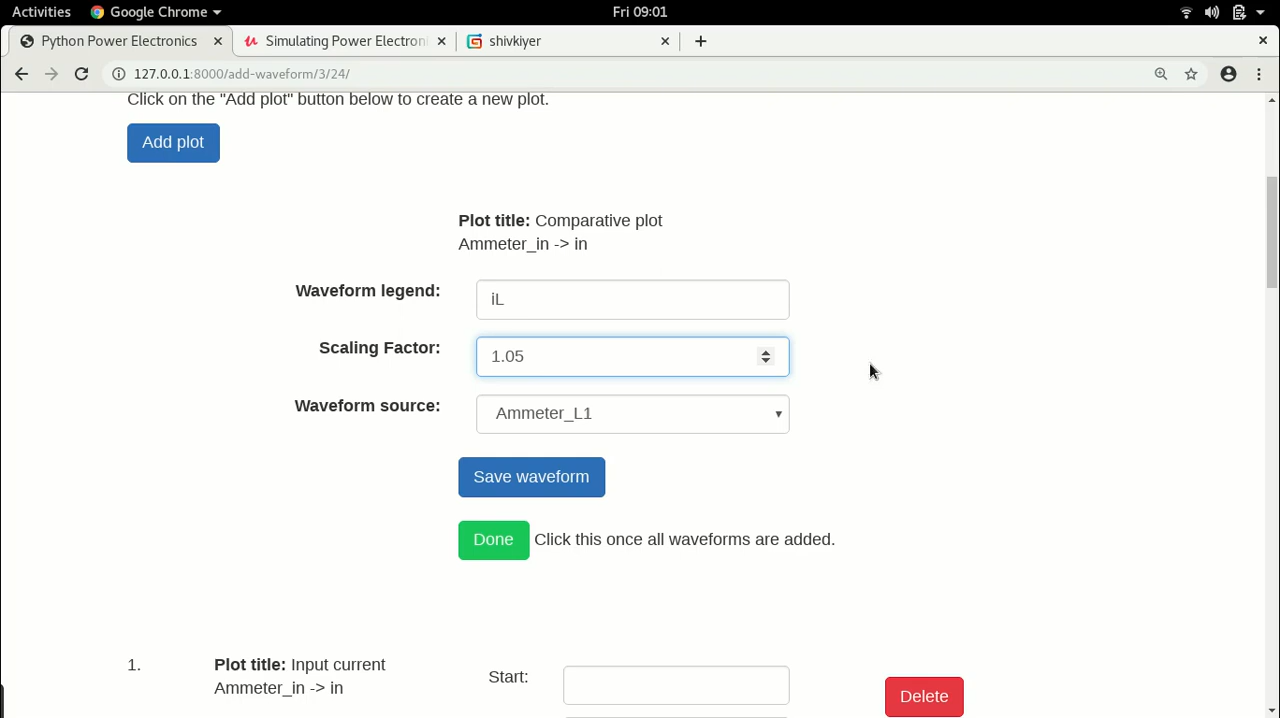 Activities Google Chrome Fri 09:01
Python Power Electronics Simulating Power Electroni shivkiyer
127.0.0.1:8000/add-waveform/3/24/
Click on the "Add plot" button below to create a new plot.
Add plot
Plot title: Comparative plot
Ammeter_in -> in
Waveform legend: iL
Scaling Factor: 1.05
Waveform source: Ammeter_L1
Save waveform
Done Click this once all waveforms are added.
1. Plot title: Input current Start:
Ammeter_in -> in Delete